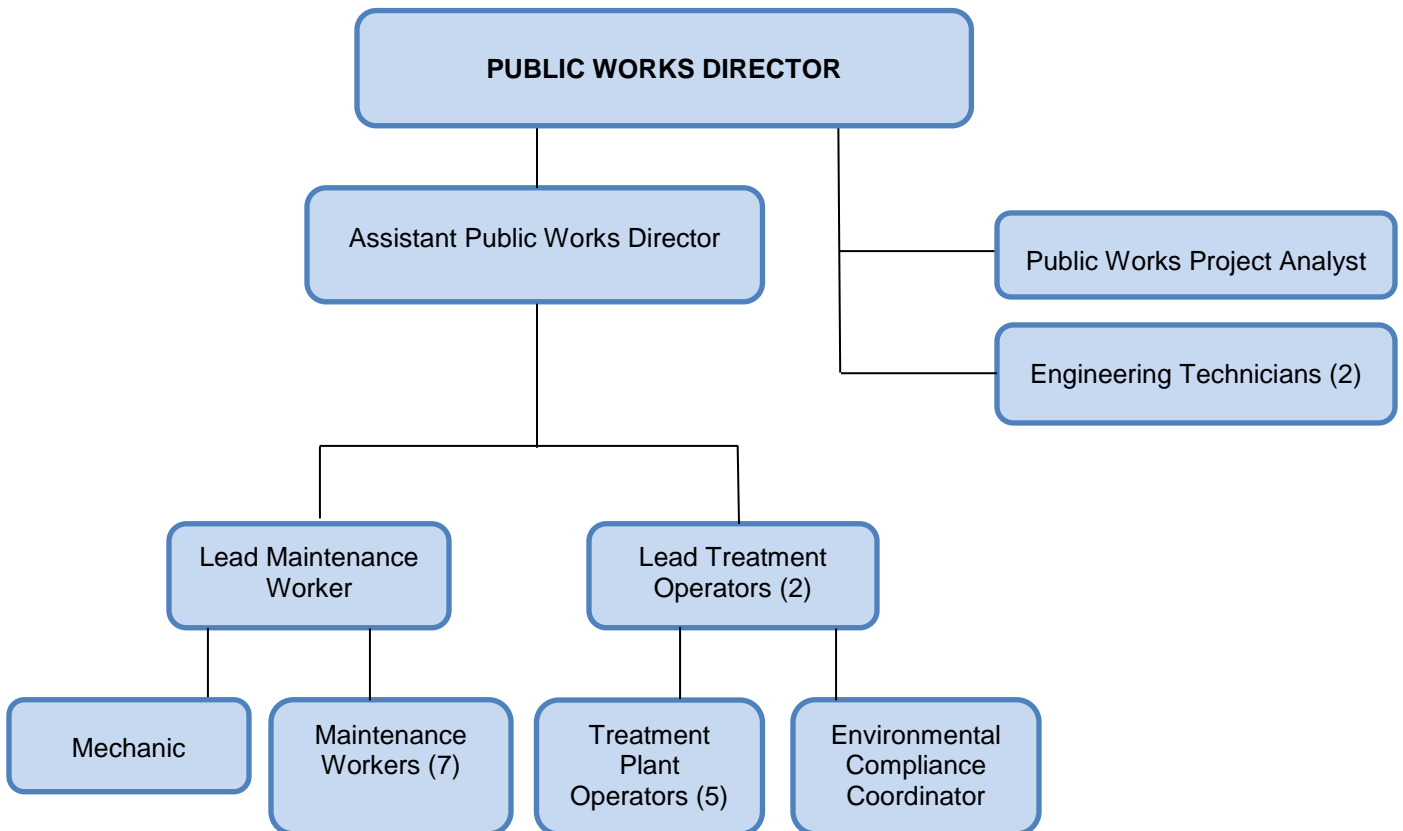 PUBLIC WORKS DIRECTOR
Assistant Public Works Director
Public Works Project Analyst
Engineering Technicians (2)
Lead Maintenance
Worker
Lead Treatment
Operators (2)
Mechanic
Maintenance
Workers (7)
Treatment
Plant
Operators (5)
Environmental
Compliance
Coordinator